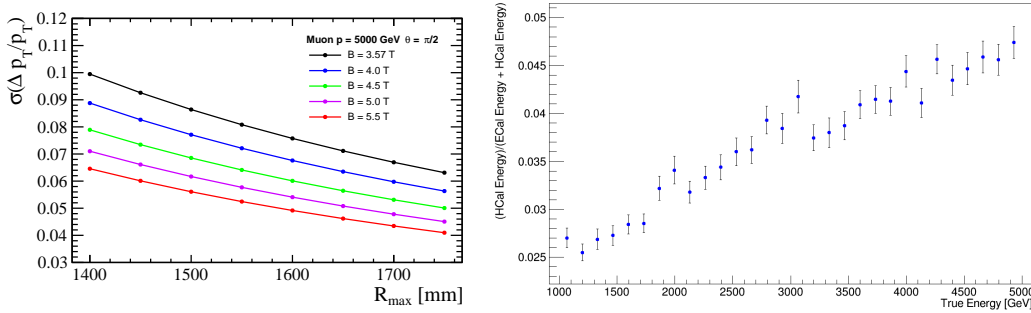 σ(Δ p_T/p_T)
0.12
0.11
0.1
0.09
0.08
0.07
0.06
0.05
0.04
0.03
Muon p = 5000 GeV θ = π/2
B = 3.57 T
B = 4.0 T
B = 4.5 T
B = 5.0 T
B = 5.5 T
1400
1500
1600
1700
R_max [mm]
(HCal Energy)/(ECal Energy + HCal Energy)
0.05
0.045
0.04
0.035
0.03
0.025
1000
1500
2000
2500
3000
3500
4000
4500
5000
True Energy [GeV]